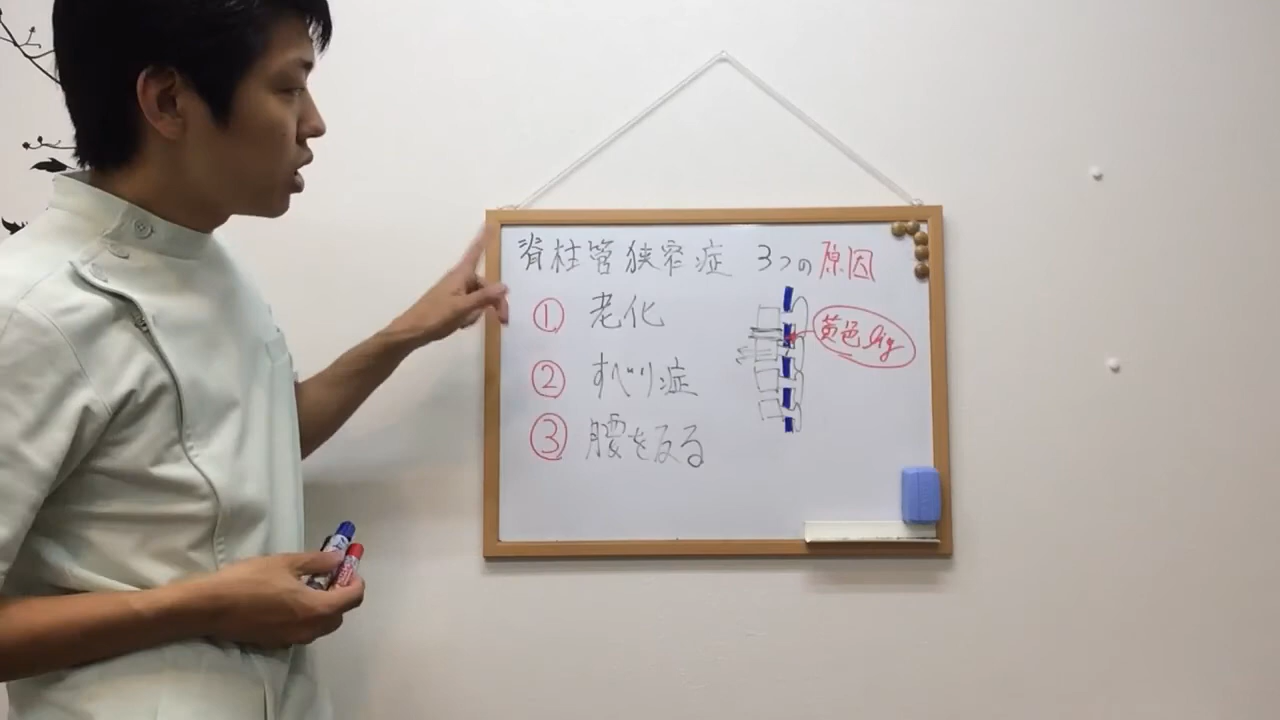 脊柱管狭窄症 3つの原因
① 老化
② すべり症
③ 腰を反る
黄色lig